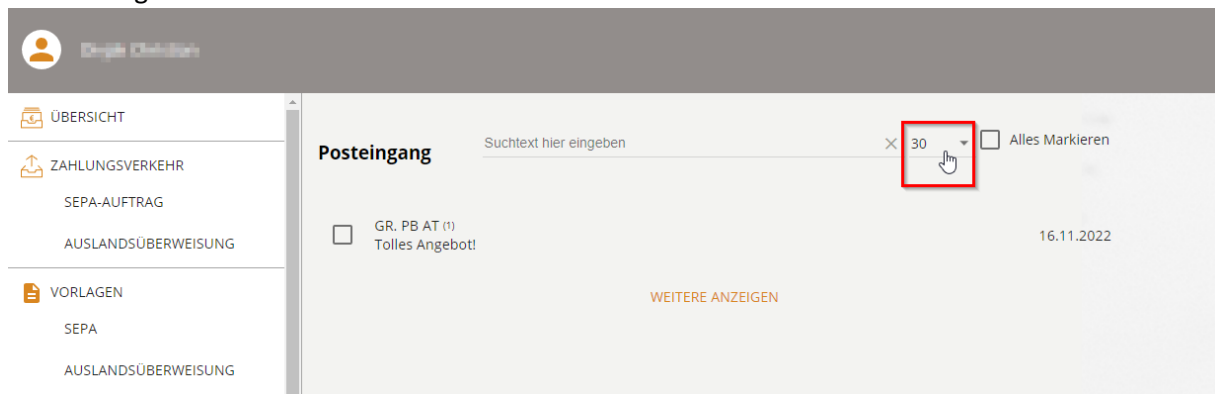 ÜBERSICHT
ZAHLUNGSVERKEHR
SEPA-AUFTRAG
AUSLANDSÜBERWEISUNG
VORLAGEN
SEPA
AUSLANDSÜBERWEISUNG
Posteingang
Suchtext hier eingeben
30
Alles Markieren
GR. PB AT (1)
Tolles Angebot!
16.11.2022
WEITERE ANZEIGEN